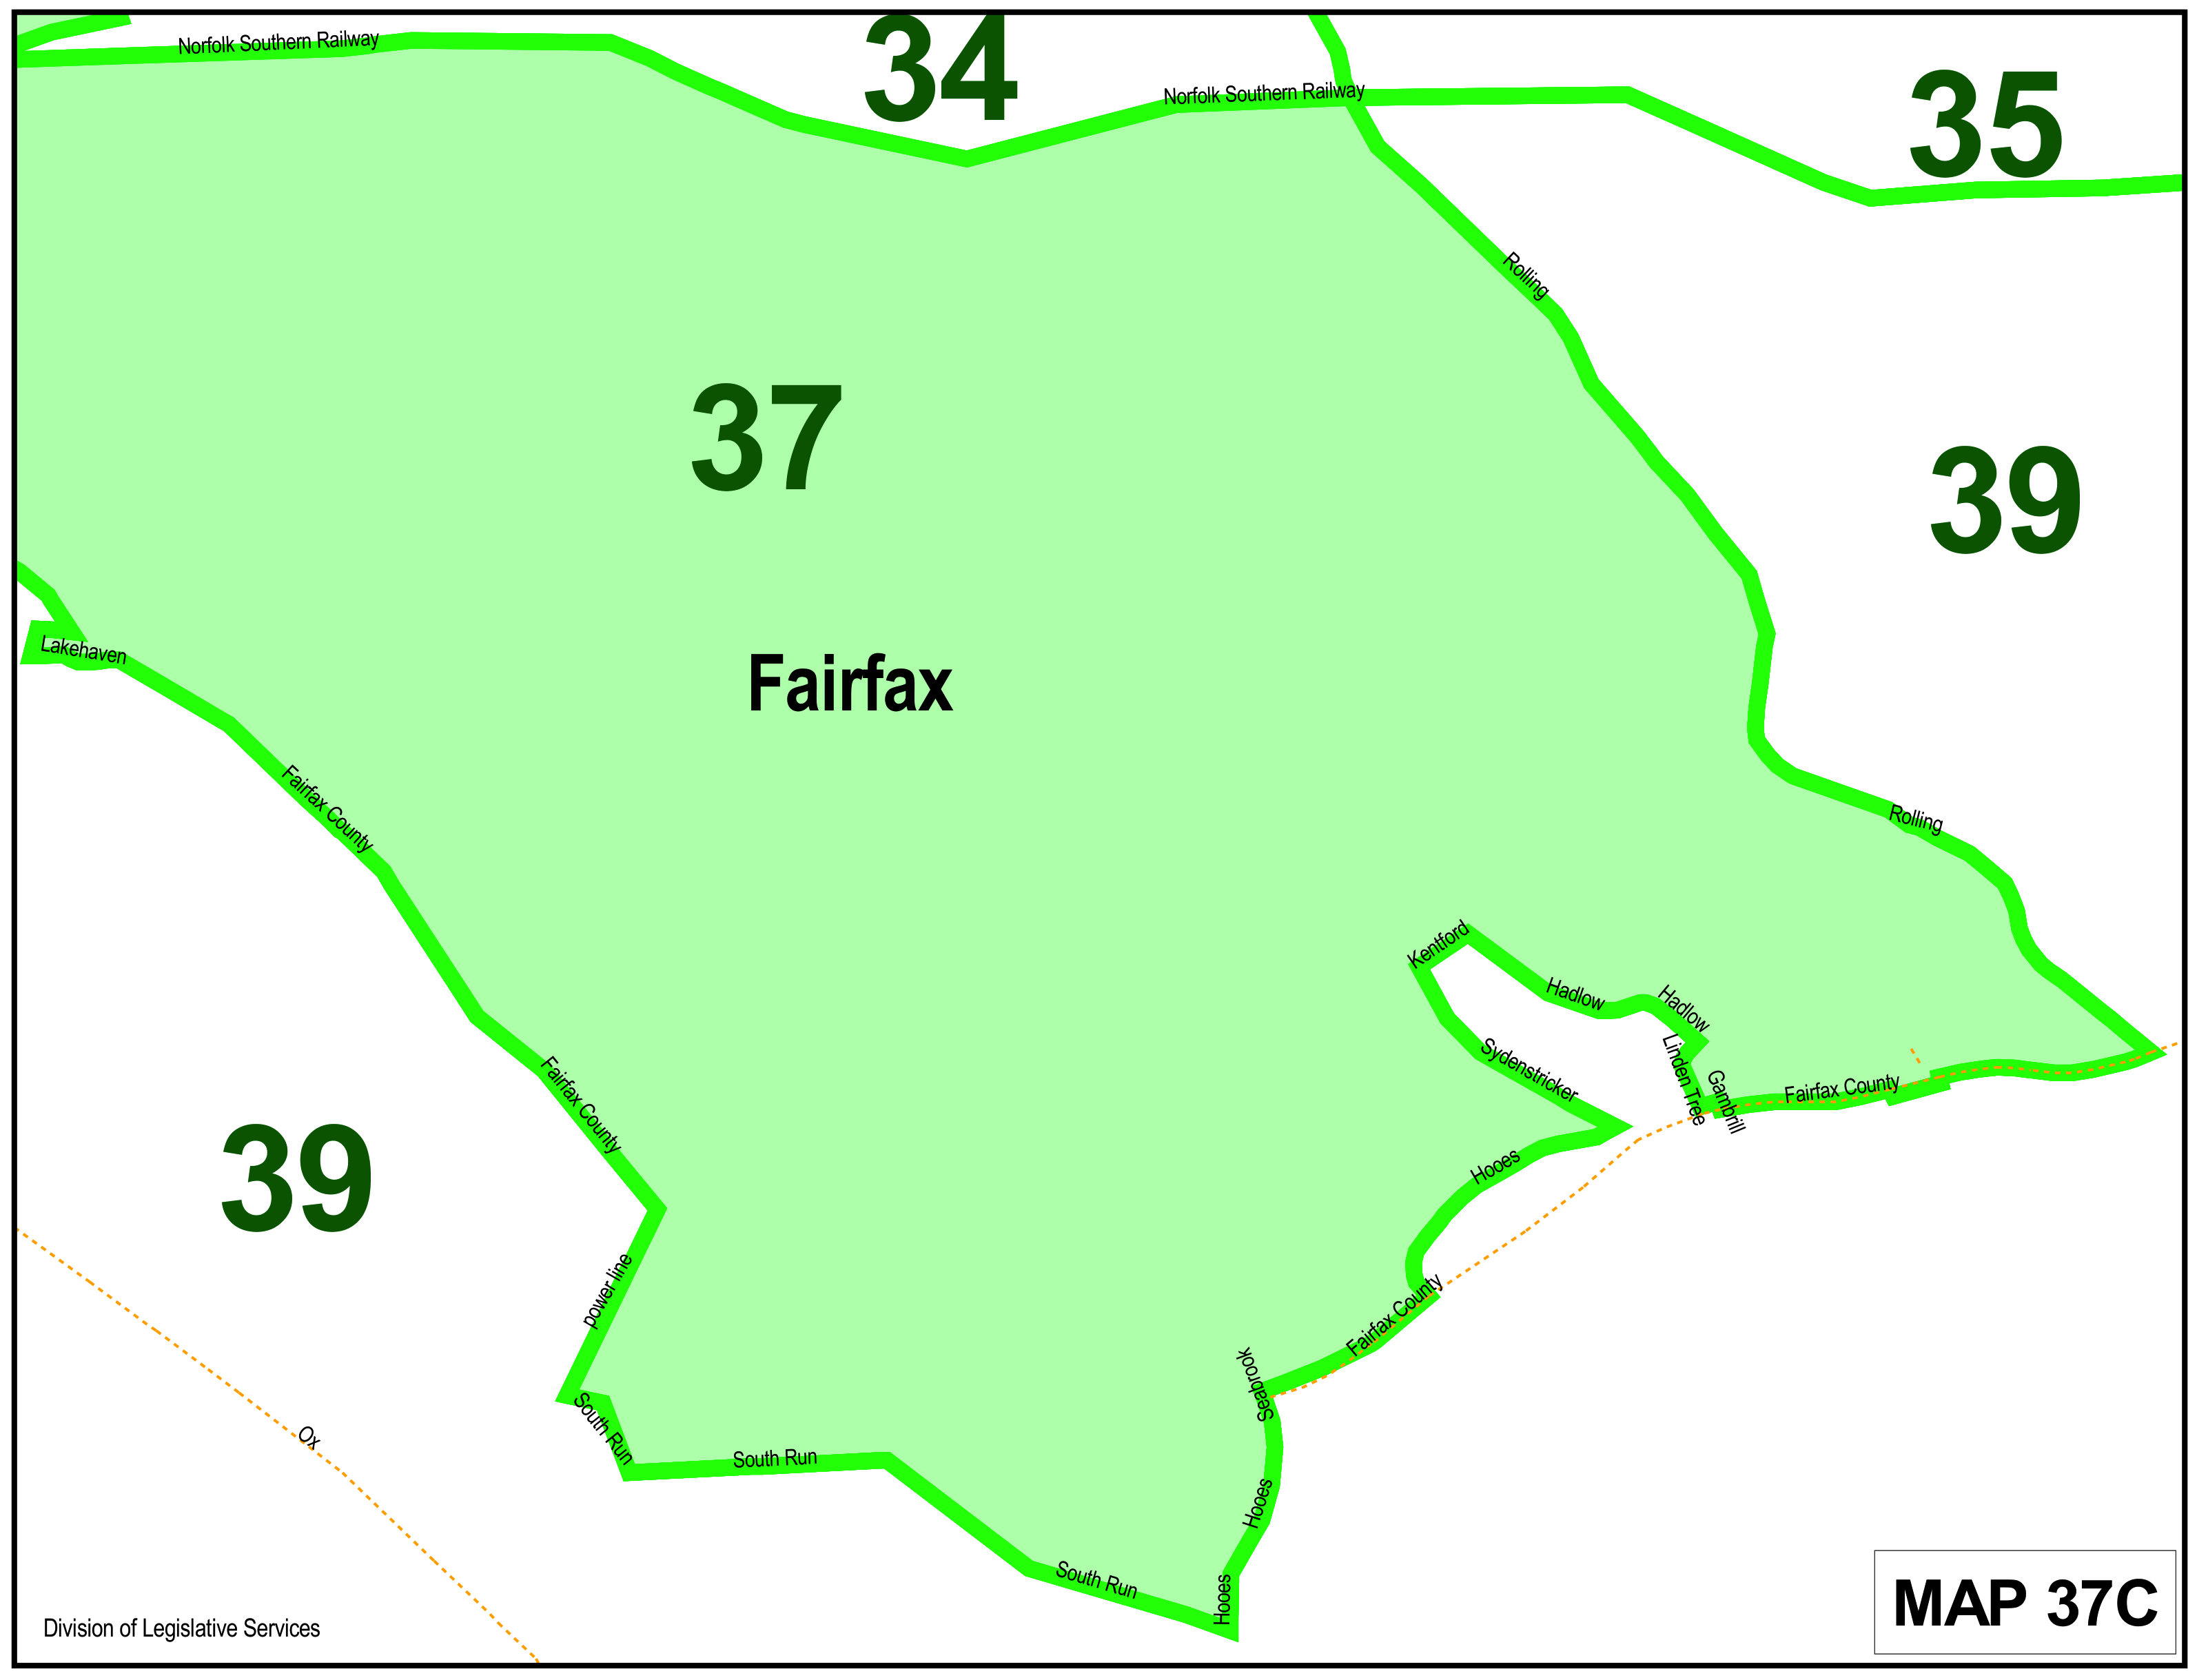 34
Norfolk Southern Railway
Norfolk Southern Railway
35
Rolling
37
39
Lakehaven
Fairfax
Fairfax County
Rolling
Kentford
Hadlow
Hadlow
Sydenstricker
Linden Tree
Gambrill
Fairfax County
Fairfax County
39
Hooes
power line
Fairfax County
Seabrook
South Run
Ox
South Run
Hooes
South Run
Hooes
MAP 37C
Division of Legislative Services